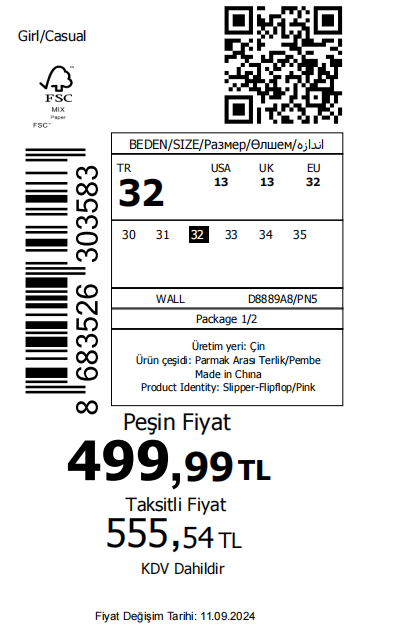 Girl/Casual
FSC
MIX
Paper
FSC™
BEDEN/SIZE/Размер/Өлшем/اندازه
TR USA UK EU
32 13 13 32
30 31 32 33 34 35
WALL D8889A8/PN5
Package 1/2
Üretim yeri: Çin
Ürün çeşidi: Parmak Arası Terlik/Pembe
Made in China
Product Identity: Slipper-Flipflop/Pink
8 683526 303583
Peşin Fiyat
499,99 TL
Taksitli Fiyat
555,54 TL
KDV Dahildir
Fiyat Değişim Tarihi: 11.09.2024